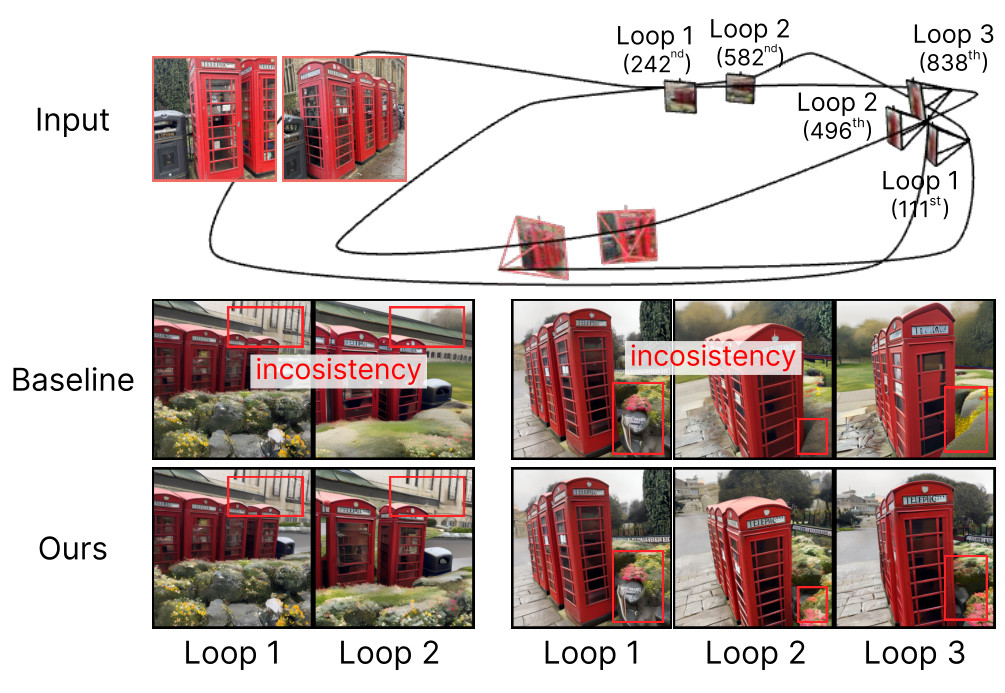 Input
Loop 1
(242nd)
Loop 2
(582nd)
Loop 3
(838th)
Loop 2
(496th)
Loop 1
(111st)
TELEPHONE
Baseline
incosistency
incosistency
Ours
Loop 1
Loop 2
Loop 1
Loop 2
Loop 3